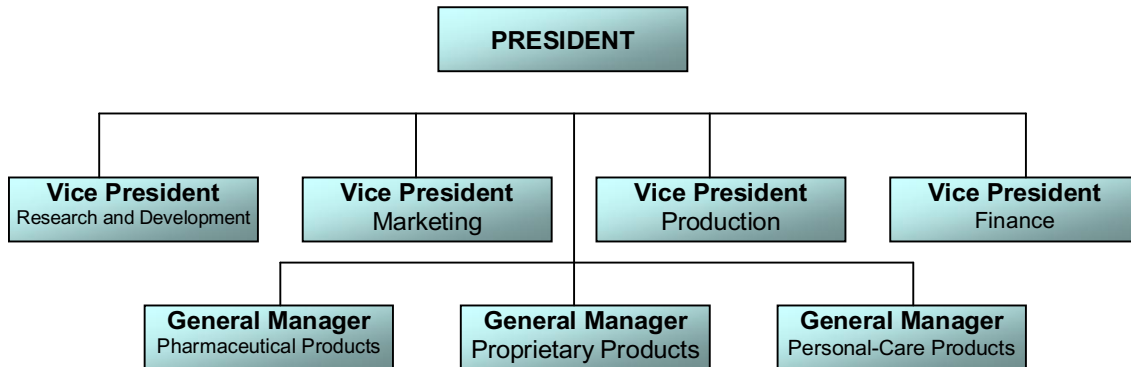 PRESIDENT
Vice President
Research and Development
Vice President
Marketing
Vice President
Production
Vice President
Finance
General Manager
Pharmaceutical Products
General Manager
Proprietary Products
General Manager
Personal-Care Products